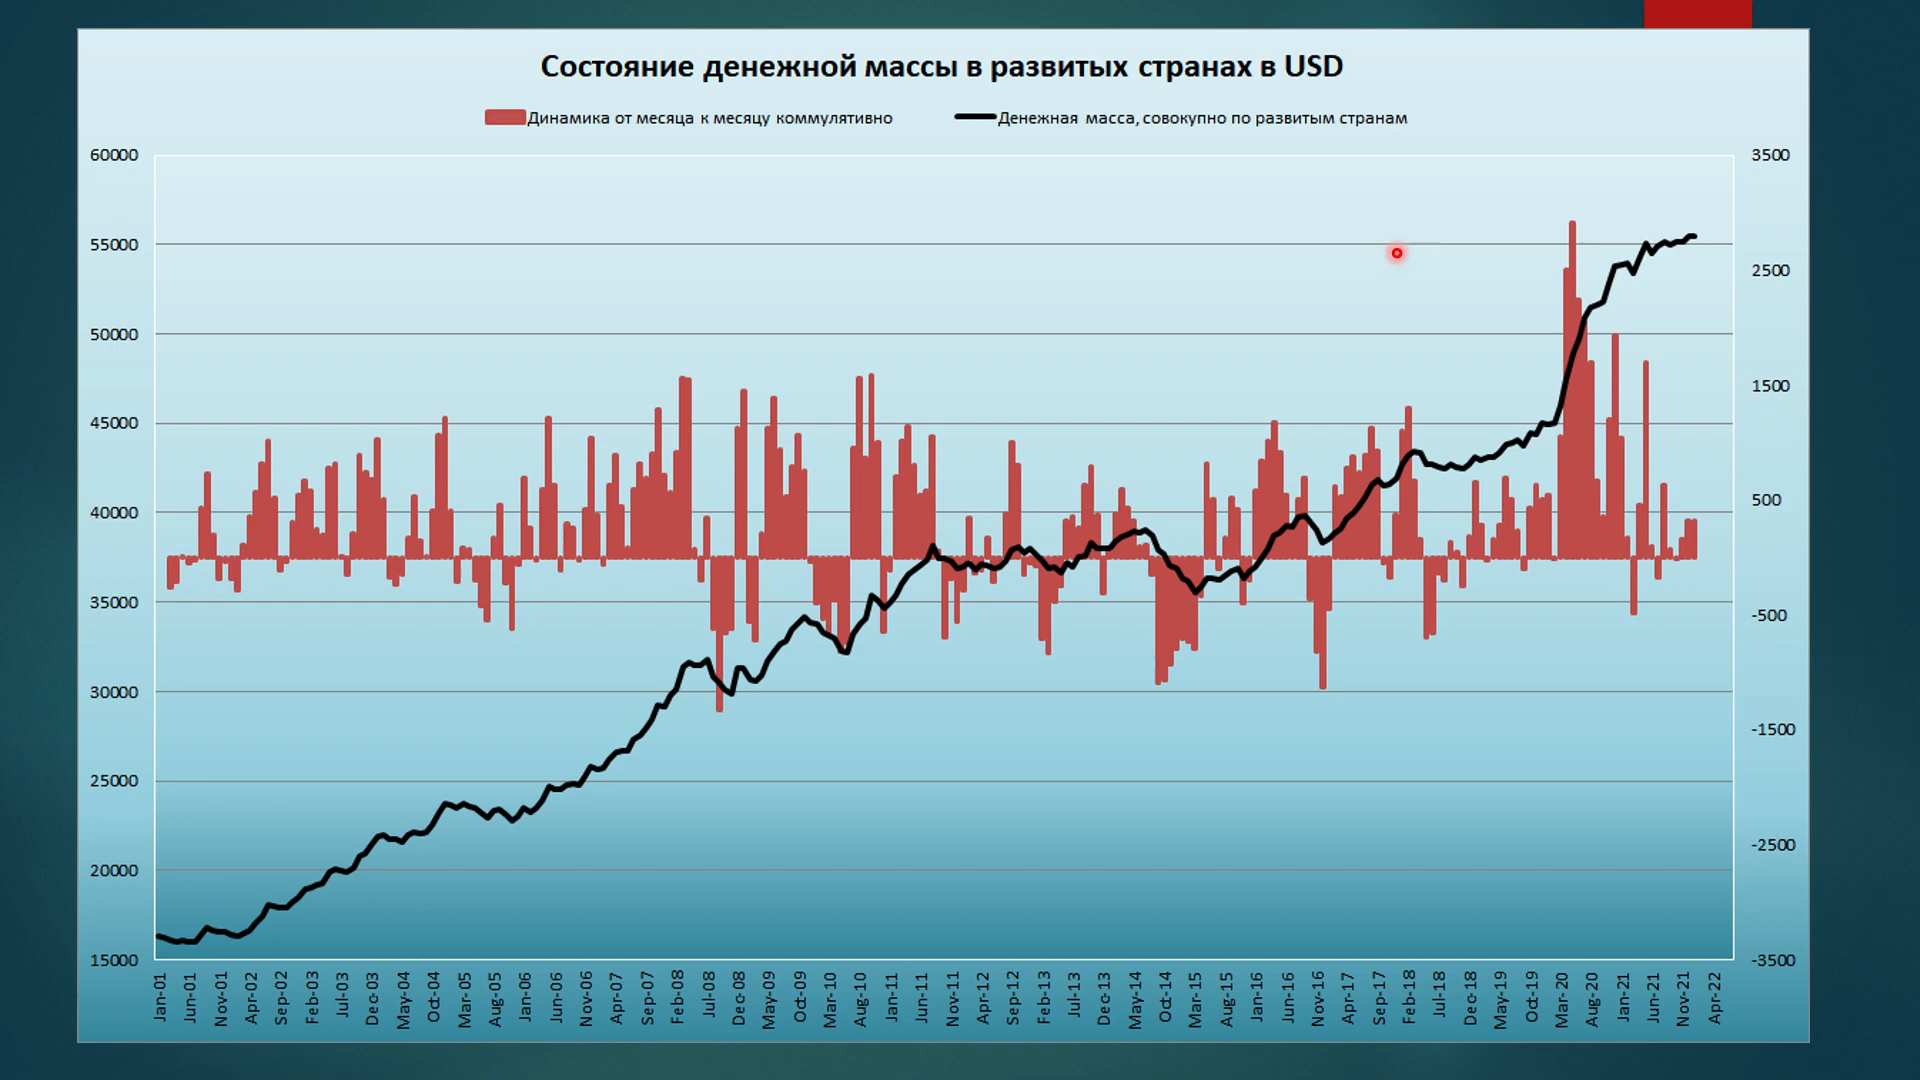 Состояние денежной массы в развитых странах в USD
Динамика от месяца к месяцу коммулятивно
Денежная масса, совокупно по развитым странам
60000
55000
50000
45000
40000
35000
30000
25000
20000
15000
3500
2500
1500
500
-500
-1500
-2500
-3500
Jan-01
Jun-01
Nov-01
Apr-02
Sep-02
Feb-03
Jul-03
Dec-03
May-04
Oct-04
Mar-05
Aug-05
Jan-06
Jun-06
Nov-06
Apr-07
Sep-07
Feb-08
Jul-08
Dec-08
May-09
Oct-09
Mar-10
Aug-10
Jan-11
Jun-11
Nov-11
Apr-12
Sep-12
Feb-13
Jul-13
Dec-13
May-14
Oct-14
Mar-15
Aug-15
Jan-16
Jun-16
Nov-16
Apr-17
Sep-17
Feb-18
Jul-18
Dec-18
May-19
Oct-19
Mar-20
Aug-20
Jan-21
Jun-21
Nov-21
Apr-22